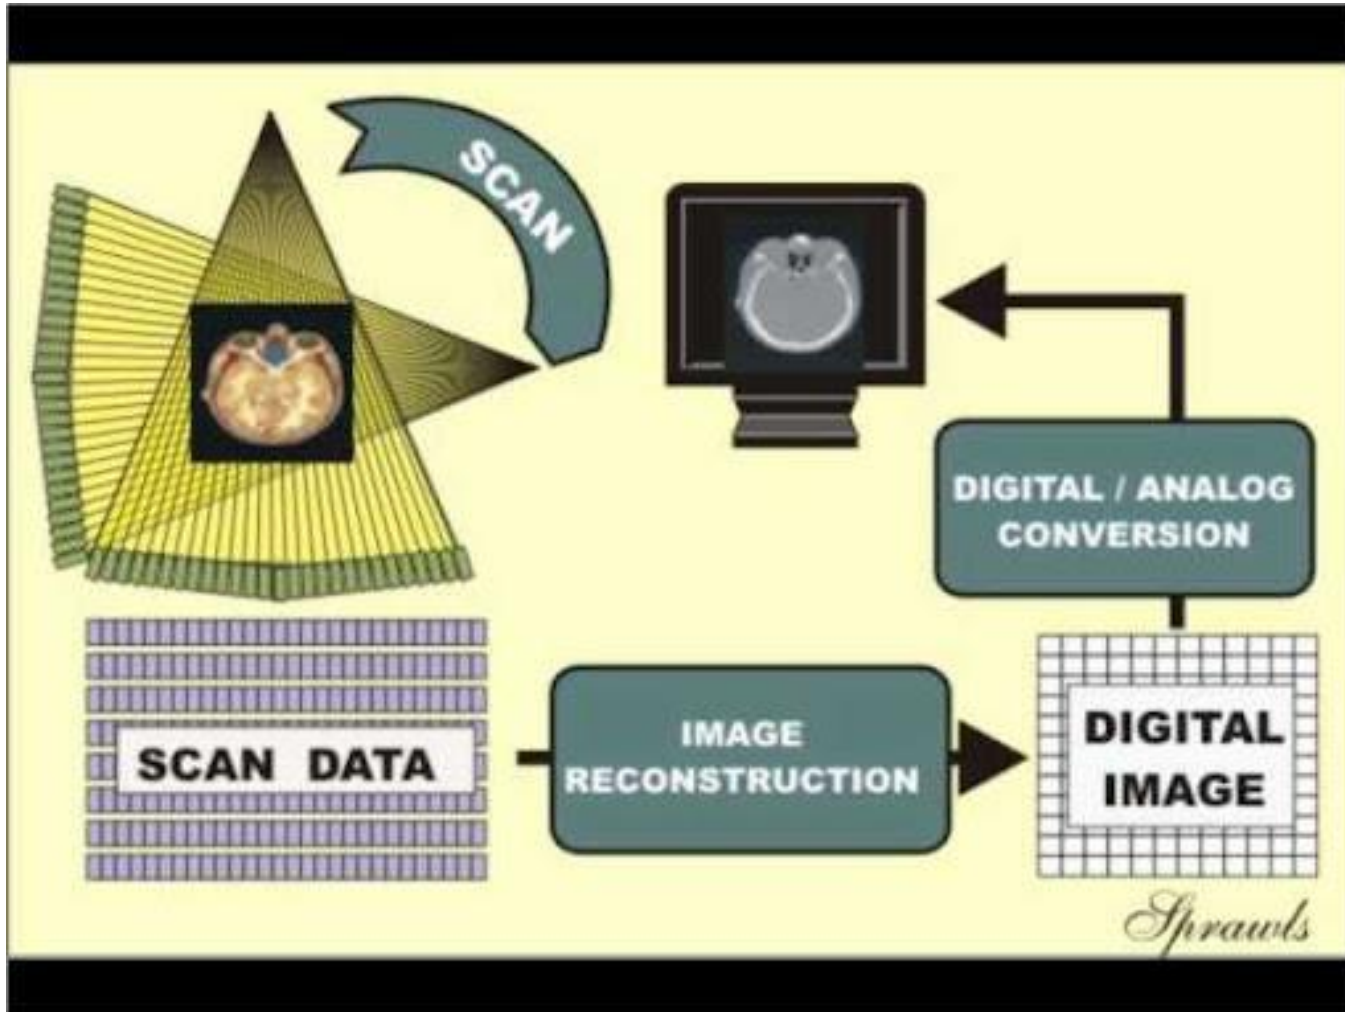 SCAN
DIGITAL / ANALOG
CONVERSION
SCAN DATA
IMAGE
RECONSTRUCTION
DIGITAL
IMAGE
Sprawls